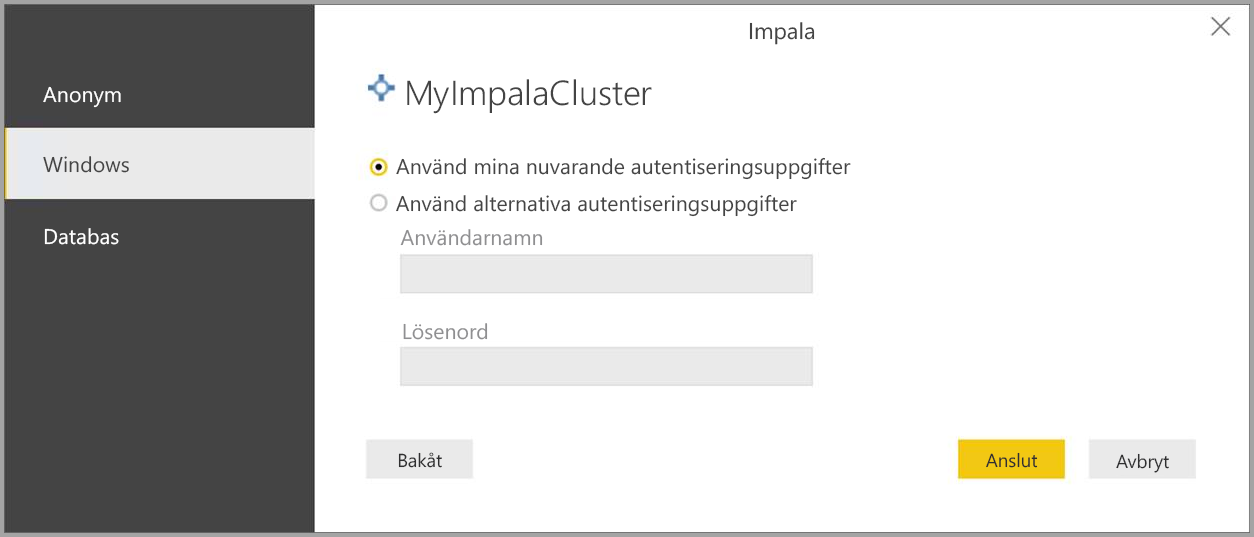 Impala
Anonym
Windows
Databas
MyImpalaCluster
Använd mina nuvarande autentiseringsuppgifter
Använd alternativa autentiseringsuppgifter
Användarnamn
Lösenord
Bakåt
Anslut
Avbryt